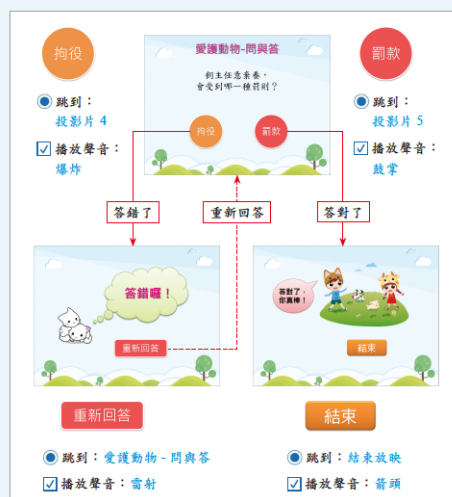 拘役
跳到：
投影片 4
播放聲音：
爆炸
愛護動物-問與答
飼主任意棄養，
會受到哪一種罰則？
拘役
罰款
罰款
跳到：
投影片 5
播放聲音：
鼓掌
答錯了
重新回答
答對了
答錯囉！
重新回答
答對了，
你真棒！
結束
重新回答
跳到：愛護動物 - 問與答
播放聲音：雷射
結束
跳到：結束放映
播放聲音：箭頭